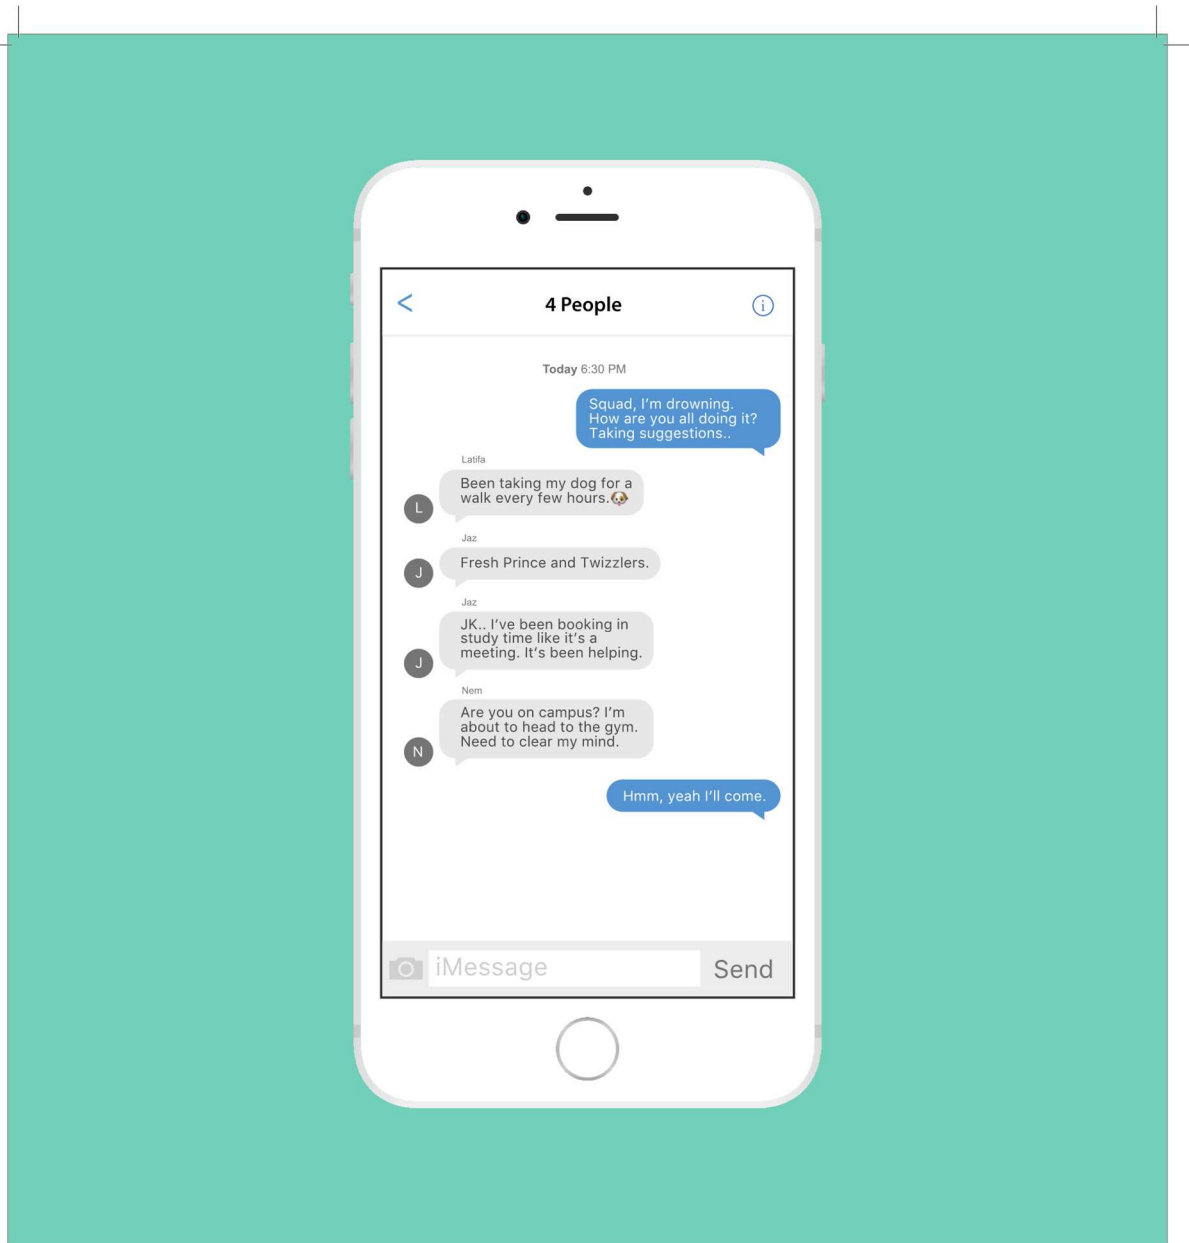 <
4 People
i
Today 6:30 PM
Squad, I'm drowning.
How are you all doing it?
Taking suggestions..
Latifa
Been taking my dog for a
walk every few hours.🐶
L
Jaz
Fresh Prince and Twizzlers.
J
Jaz
JK.. I've been booking in
study time like it's a
meeting. It's been helping.
J
Nem
Are you on campus? I'm
about to head to the gym.
Need to clear my mind.
N
Hmm, yeah I'll come.
iMessage
Send